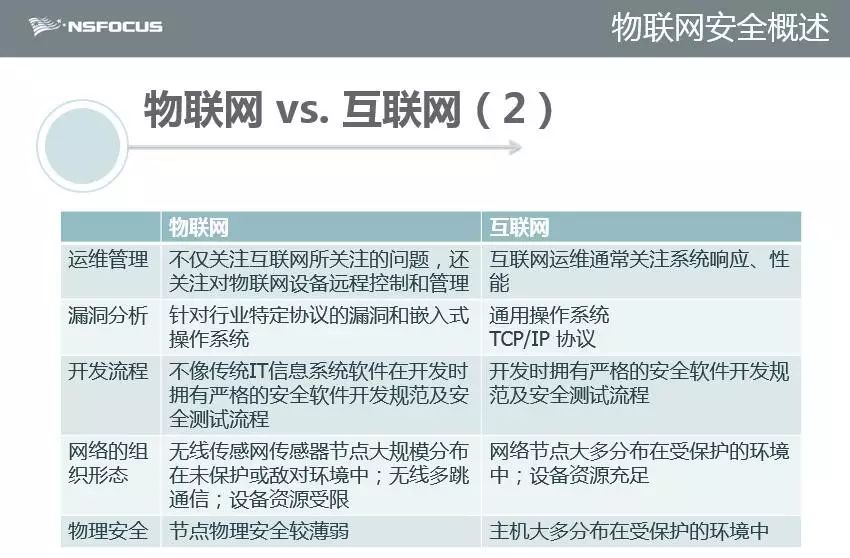 NSFOCUS
物联网安全概述
物联网 vs. 互联网（2）
物联网
互联网
运维管理
不仅关注互联网所关注的问题，还
关注对物联网设备远程控制和管理
互联网运维通常关注系统响应、性
能
漏洞分析
针对行业特定协议的漏洞和嵌入式
操作系统
通用操作系统
TCP/IP 协议
开发流程
不像传统IT信息系统软件在开发时
拥有严格的安全软件开发规范及安
全测试流程
开发时拥有严格的安全软件开发规
范及安全测试流程
网络的组
织形态
无线传感网传感器节点大规模分布
在未保护或敌对环境中；无线多跳
通信；设备资源受限
网络节点大多分布在受保护的环境
中；设备资源充足
物理安全
节点物理安全较薄弱
主机大多分布在受保护的环境中